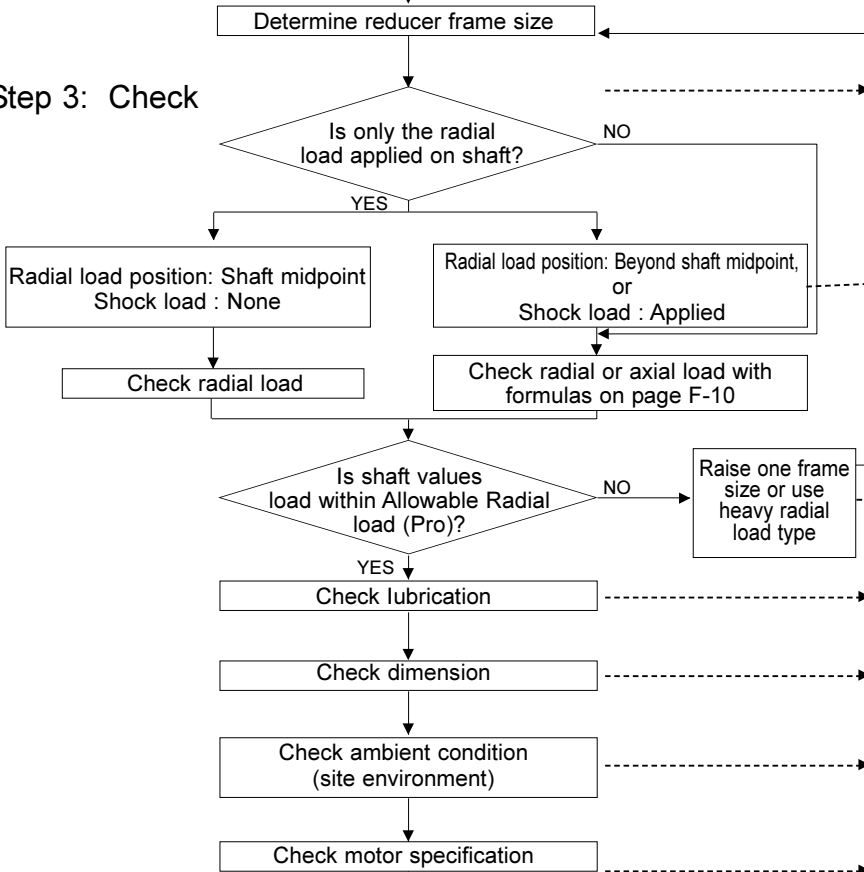 Determine reducer frame size
Step 3: Check
Is only the radial
load applied on shaft?
NO
YES
Radial load position: Shaft midpoint
Shock load : None
Radial load position: Beyond shaft midpoint,
or
Shock load : Applied
Check radial load
Check radial or axial load with
formulas on page F-10
Is shaft values
load within Allowable Radial
load (Pro)?
NO
Raise one frame
size or use
heavy radial
load type
YES
Check lubrication
Check dimension
Check ambient condition
(site environment)
Check motor specification